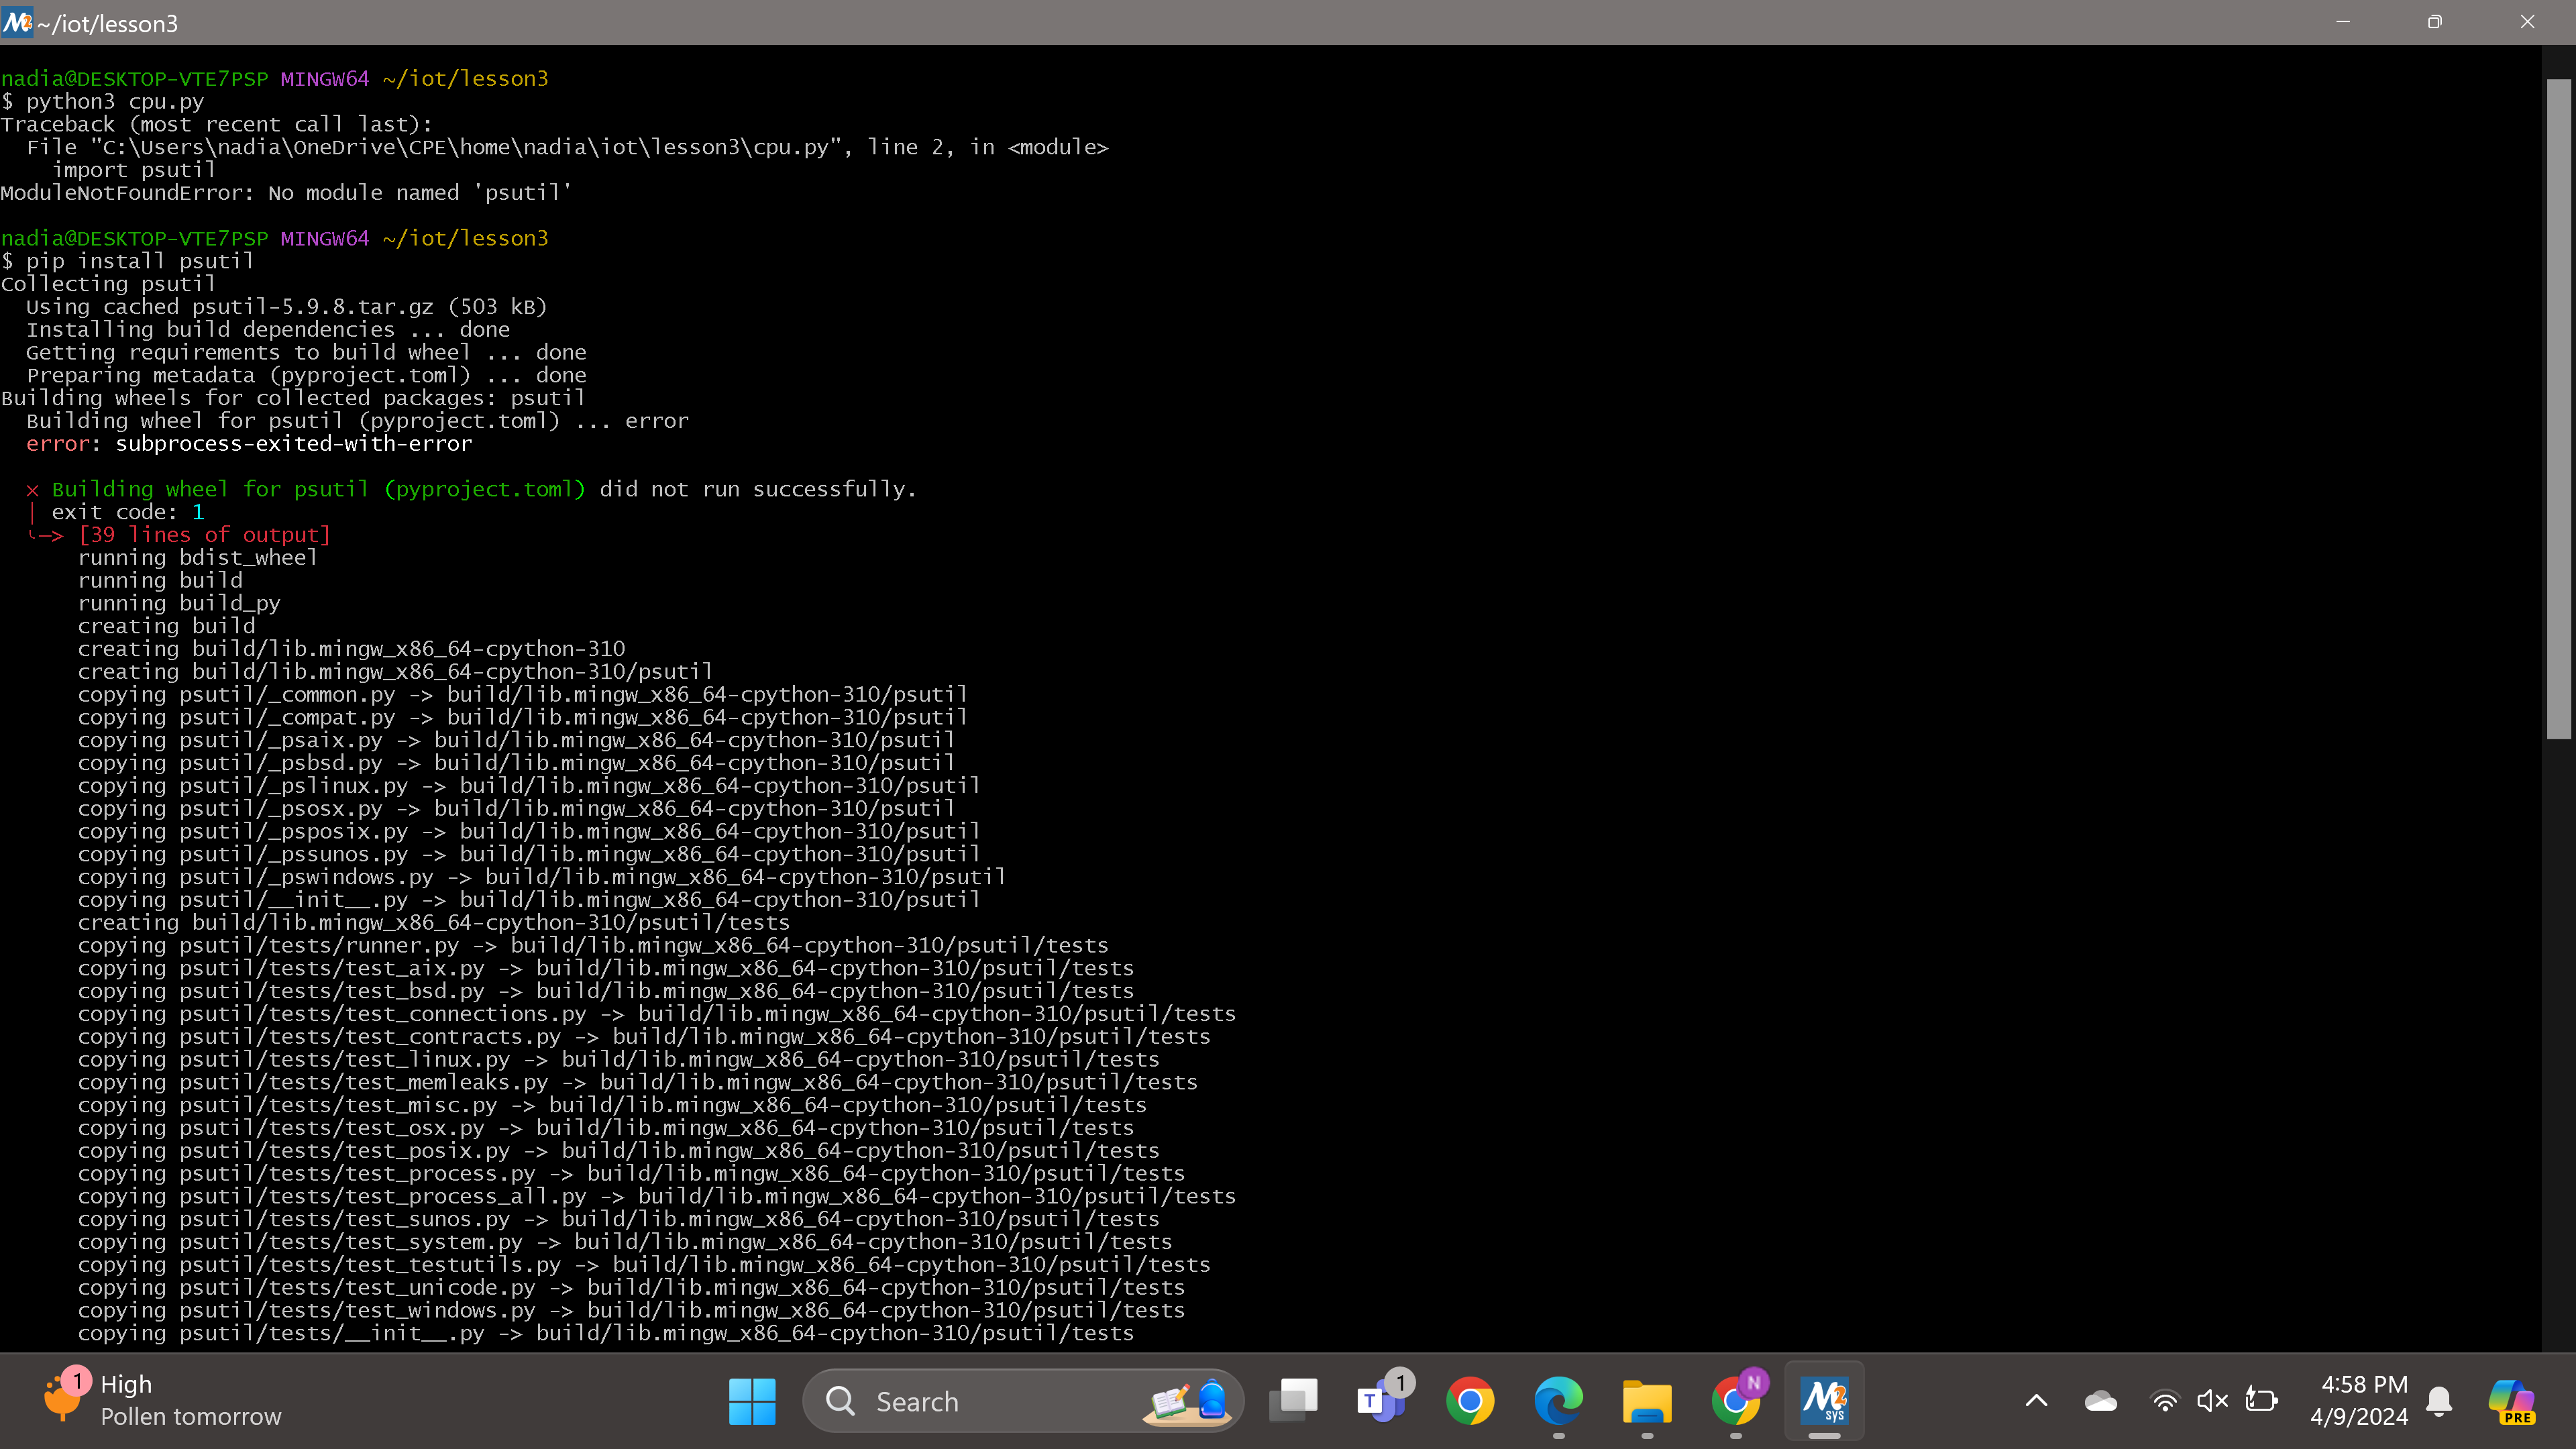 ~/iot/lesson3
nadia@DESKTOP-VTE7PSP MINGW64 ~/iot/lesson3
$ python3 cpu.py
Traceback (most recent call last):
  File "C:\Users\nadia\OneDrive\CPE\home\nadia\iot\lesson3\cpu.py", line 2, in <module>
    import psutil
ModuleNotFoundError: No module named 'psutil'
nadia@DESKTOP-VTE7PSP MINGW64 ~/iot/lesson3
$ pip install psutil
Collecting psutil
  Using cached psutil-5.9.8.tar.gz (503 kB)
  Installing build dependencies ... done
  Getting requirements to build wheel ... done
  Preparing metadata (pyproject.toml) ... done
Building wheels for collected packages: psutil
  Building wheel for psutil (pyproject.toml) ... error
  error: subprocess-exited-with-error
  × Building wheel for psutil (pyproject.toml) did not run successfully.
  │ exit code: 1
  ╰─> [39 lines of output]
      running bdist_wheel
      running build
      running build_py
      creating build
      creating build/lib.mingw_x86_64-cpython-310
      creating build/lib.mingw_x86_64-cpython-310/psutil
      copying psutil/_common.py -> build/lib.mingw_x86_64-cpython-310/psutil
      copying psutil/_compat.py -> build/lib.mingw_x86_64-cpython-310/psutil
      copying psutil/_psaix.py -> build/lib.mingw_x86_64-cpython-310/psutil
      copying psutil/_psbsd.py -> build/lib.mingw_x86_64-cpython-310/psutil
      copying psutil/_pslinux.py -> build/lib.mingw_x86_64-cpython-310/psutil
      copying psutil/_psosx.py -> build/lib.mingw_x86_64-cpython-310/psutil
      copying psutil/_psposix.py -> build/lib.mingw_x86_64-cpython-310/psutil
      copying psutil/_pssunos.py -> build/lib.mingw_x86_64-cpython-310/psutil
      copying psutil/_pswindows.py -> build/lib.mingw_x86_64-cpython-310/psutil
      copying psutil/__init__.py -> build/lib.mingw_x86_64-cpython-310/psutil
      creating build/lib.mingw_x86_64-cpython-310/psutil/tests
      copying psutil/tests/runner.py -> build/lib.mingw_x86_64-cpython-310/psutil/tests
      copying psutil/tests/test_aix.py -> build/lib.mingw_x86_64-cpython-310/psutil/tests
      copying psutil/tests/test_bsd.py -> build/lib.mingw_x86_64-cpython-310/psutil/tests
      copying psutil/tests/test_connections.py -> build/lib.mingw_x86_64-cpython-310/psutil/tests
      copying psutil/tests/test_contracts.py -> build/lib.mingw_x86_64-cpython-310/psutil/tests
      copying psutil/tests/test_linux.py -> build/lib.mingw_x86_64-cpython-310/psutil/tests
      copying psutil/tests/test_memleaks.py -> build/lib.mingw_x86_64-cpython-310/psutil/tests
      copying psutil/tests/test_misc.py -> build/lib.mingw_x86_64-cpython-310/psutil/tests
      copying psutil/tests/test_osx.py -> build/lib.mingw_x86_64-cpython-310/psutil/tests
      copying psutil/tests/test_posix.py -> build/lib.mingw_x86_64-cpython-310/psutil/tests
      copying psutil/tests/test_process.py -> build/lib.mingw_x86_64-cpython-310/psutil/tests
      copying psutil/tests/test_process_all.py -> build/lib.mingw_x86_64-cpython-310/psutil/tests
      copying psutil/tests/test_sunos.py -> build/lib.mingw_x86_64-cpython-310/psutil/tests
      copying psutil/tests/test_system.py -> build/lib.mingw_x86_64-cpython-310/psutil/tests
      copying psutil/tests/test_testutils.py -> build/lib.mingw_x86_64-cpython-310/psutil/tests
      copying psutil/tests/test_unicode.py -> build/lib.mingw_x86_64-cpython-310/psutil/tests
      copying psutil/tests/test_windows.py -> build/lib.mingw_x86_64-cpython-310/psutil/tests
      copying psutil/tests/__init__.py -> build/lib.mingw_x86_64-cpython-310/psutil/tests
1
High
Pollen tomorrow
Search
T
1
N
M2
sys
4:58 PM
4/9/2024
PRE